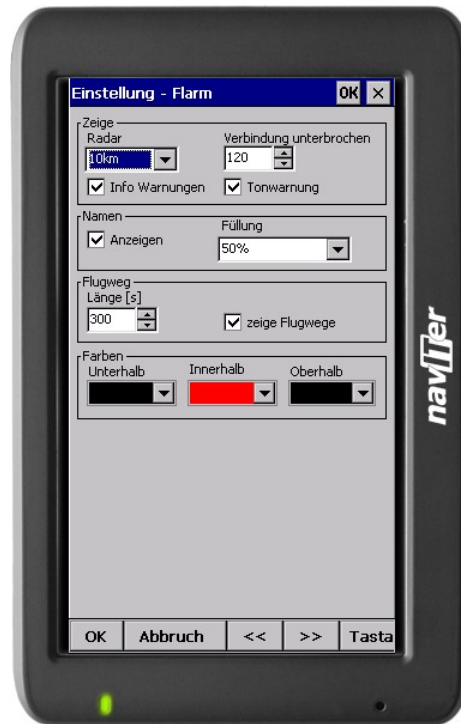 Einstellung - Flarm OK ×
Zeige
Radar Verbindung unterbrochen
10km 120
Info Warnungen Tonwarnung
Namen
Füllung
Anzeigen
50%
Flugweg
Länge [s]
300 zeige Flugwege
Farben
Unterhalb Innerhalb Oberhalb
OK Abbruch << >> Tasta
naviter